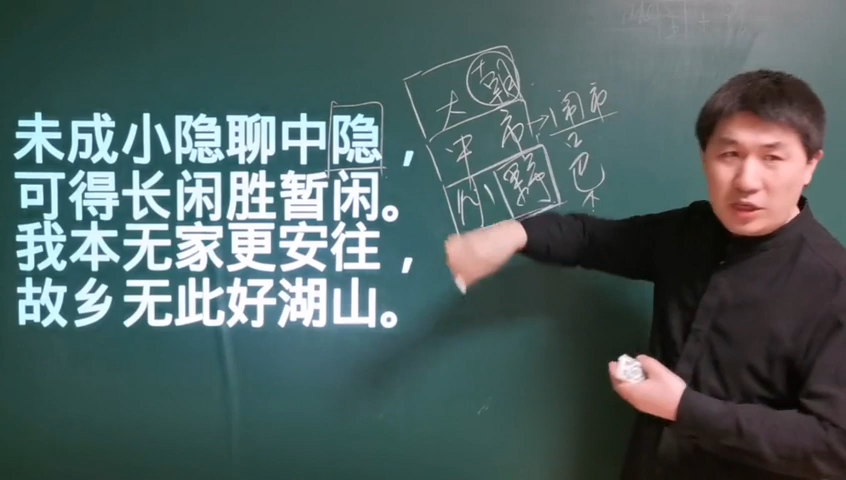 未成小隐聊中隐，
可得长闲胜暂闲。
我本无家更安往，
故乡无此好湖山。
大 朝
中 市 → 闹市
小 野